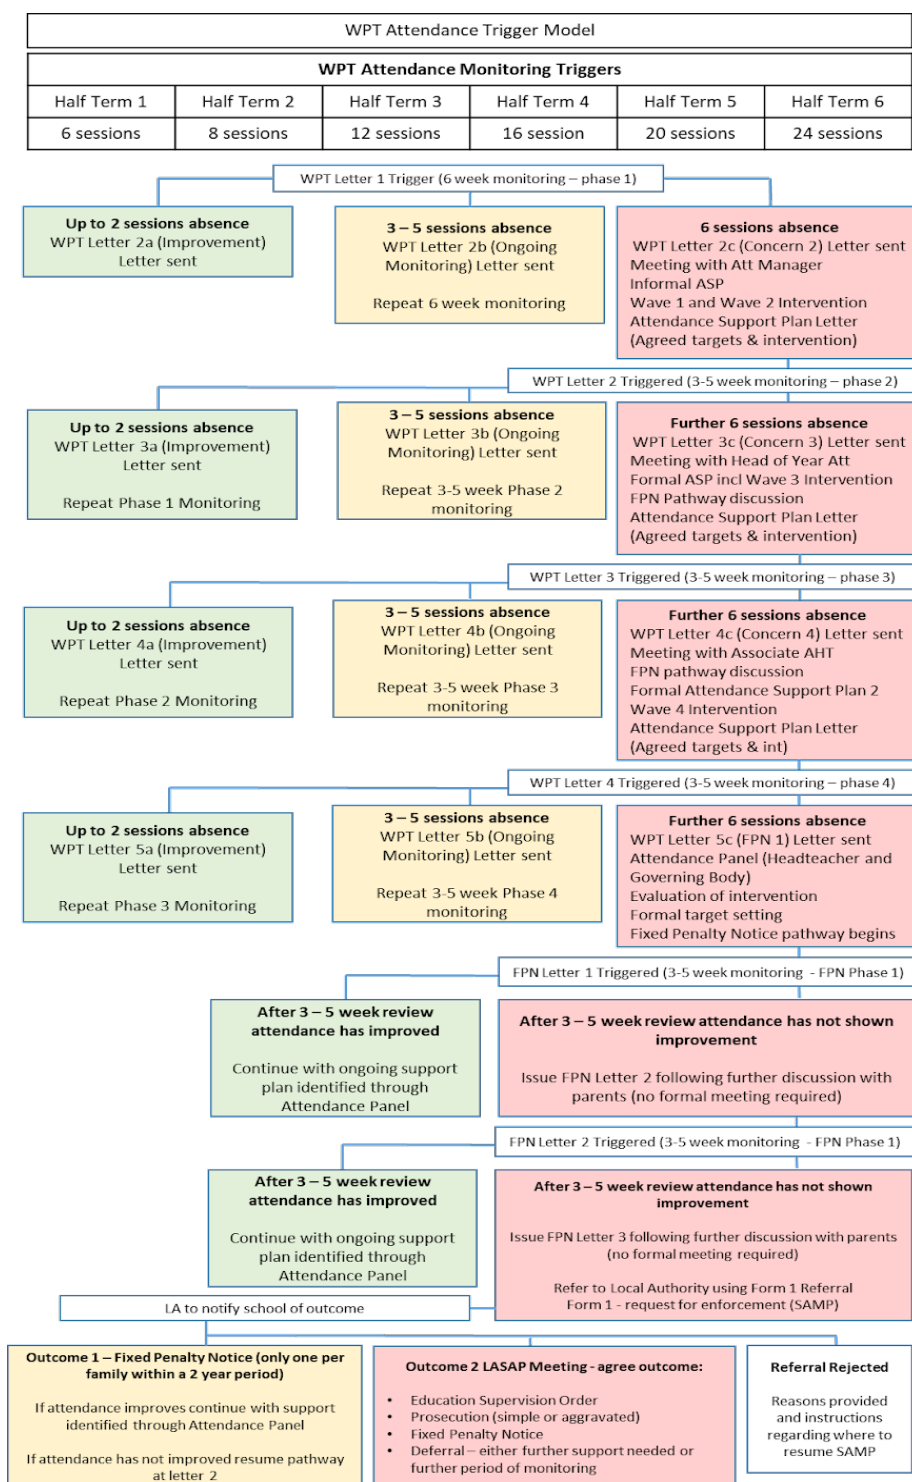 WPT Attendance Trigger Model
WPT Attendance Monitoring Triggers
Half Term 1
Half Term 2
Half Term 3
Half Term 4
Half Term 5
Half Term 6
6 sessions
8 sessions
12 sessions
16 session
20 sessions
24 sessions
WPT Letter 1 Trigger (6 week monitoring – phase 1)
Up to 2 sessions absence
WPT Letter 2a (Improvement)
Letter sent
3 – 5 sessions absence
WPT Letter 2b (Ongoing
Monitoring) Letter sent
Repeat 6 week monitoring
6 sessions absence
WPT Letter 2c (Concern 2) Letter sent
Meeting with Att Manager
Informal ASP
Wave 1 and Wave 2 Intervention
Attendance Support Plan Letter
(Agreed targets & intervention)
WPT Letter 2 Triggered (3-5 week monitoring – phase 2)
Up to 2 sessions absence
WPT Letter 3a (Improvement)
Letter sent
Repeat Phase 1 Monitoring
3 – 5 sessions absence
WPT Letter 3b (Ongoing
Monitoring) Letter sent
Repeat 3-5 week Phase 2
monitoring
Further 6 sessions absence
WPT Letter 3c (Concern 3) Letter sent
Meeting with Head of Year Att
Formal ASP incl Wave 3 Intervention
FPN Pathway discussion
Attendance Support Plan Letter
(Agreed targets & intervention)
WPT Letter 3 Triggered (3-5 week monitoring – phase 3)
Up to 2 sessions absence
WPT Letter 4a (Improvement)
Letter sent
Repeat Phase 2 Monitoring
3 – 5 sessions absence
WPT Letter 4b (Ongoing
Monitoring) Letter sent
Repeat 3-5 week Phase 3
monitoring
Further 6 sessions absence
WPT Letter 4c (Concern 4) Letter sent
Meeting with Associate AHT
FPN pathway discussion
Formal Attendance Support Plan 2
Wave 4 Intervention
Attendance Support Plan Letter
(Agreed targets & int)
WPT Letter 4 Triggered (3-5 week monitoring – phase 4)
Up to 2 sessions absence
WPT Letter 5a (Improvement)
Letter sent
Repeat Phase 3 Monitoring
3 – 5 sessions absence
WPT Letter 5b (Ongoing
Monitoring) Letter sent
Repeat 3-5 week Phase 4
monitoring
Further 6 sessions absence
WPT Letter 5c (FPN 1) Letter sent
Attendance Panel (Headteacher and
Governing Body)
Evaluation of intervention
Formal target setting
Fixed Penalty Notice pathway begins
FPN Letter 1 Triggered (3-5 week monitoring - FPN Phase 1)
After 3 – 5 week review
attendance has improved
Continue with ongoing support
plan identified through
Attendance Panel
After 3 – 5 week review attendance has not shown
improvement
Issue FPN Letter 2 following further discussion with
parents (no formal meeting required)
FPN Letter 2 Triggered (3-5 week monitoring - FPN Phase 1)
After 3 – 5 week review
attendance has improved
Continue with ongoing support
plan identified through
Attendance Panel
After 3 – 5 week review attendance has not shown
improvement
Issue FPN Letter 3 following further discussion with parents
(no formal meeting required)
Refer to Local Authority using Form 1 Referral
Form 1 - request for enforcement (SAMP)
LA to notify school of outcome
Outcome 1 – Fixed Penalty Notice (only one per
family within a 2 year period)
If attendance improves continue with support
identified through Attendance Panel
If attendance has not improved resume pathway
at letter 2
Outcome 2 LASAP Meeting - agree outcome:
• Education Supervision Order
• Prosecution (simple or aggravated)
• Fixed Penalty Notice
• Deferral – either further support needed or
further period of monitoring
Referral Rejected
Reasons provided
and instructions
regarding where to
resume SAMP